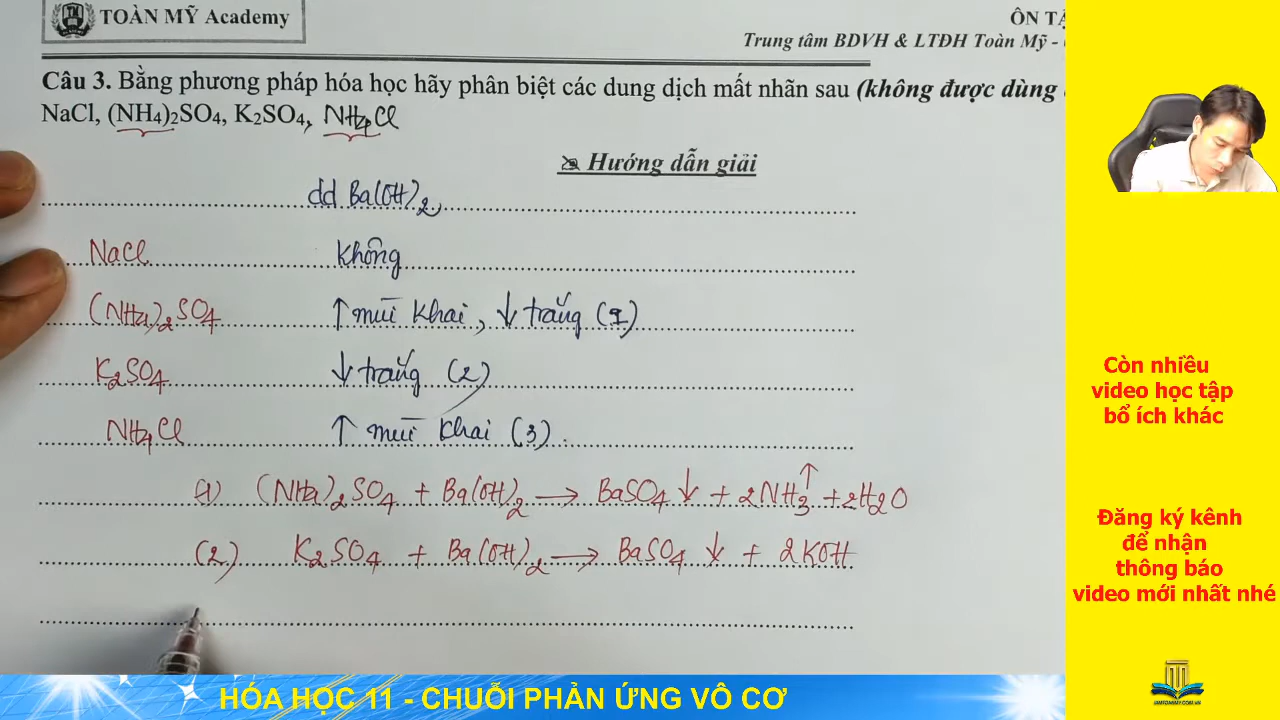 TOÀN MỸ Academy
ÔN TẬ
Trung tâm BDVH & LTĐH Toàn Mỹ -
Câu 3. Bằng phương pháp hóa học hãy phân biệt các dung dịch mất nhãn sau (không được dùng
NaCl, (NH4)2SO4, K2SO4, NH4Cl
Hướng dẫn giải
dd Ba(OH)2
NaCl không
(NH4)2SO4 ↑ mùi khai, ↓ trắng (1)
K2SO4 ↓ trắng (2)
NH4Cl ↑ mùi khai (3).
(1) (NH4)2SO4 + Ba(OH)2 → BaSO4 ↓ + 2NH3 ↑ + 2H2O
(2) K2SO4 + Ba(OH)2 → BaSO4 ↓ + 2KOH
HÓA HỌC 11 - CHUỖI PHẢN ỨNG VÔ CƠ
Còn nhiều
video học tập
bổ ích khác
Đăng ký kênh
để nhận
thông báo
video mới nhất nhé